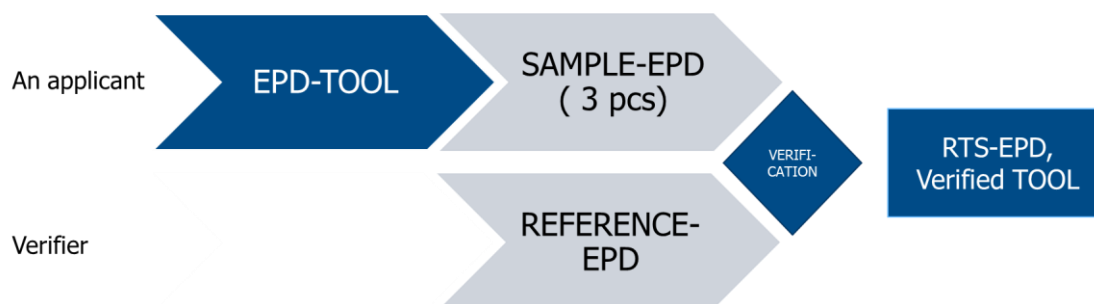 An applicant
EPD-TOOL
SAMPLE-EPD
( 3 pcs)
VERIFI-
CATION
RTS-EPD,
Verified TOOL
Verifier
REFERENCE-
EPD